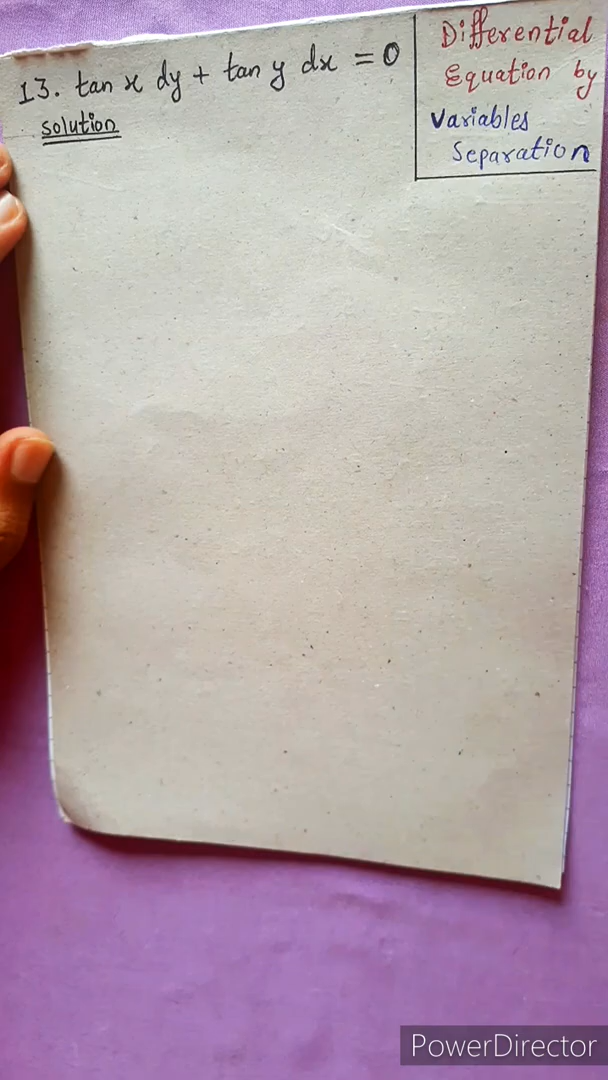 13. tan x dy + tan y dx = 0
solution
Differential
Equation by
Variables
Separation
PowerDirector